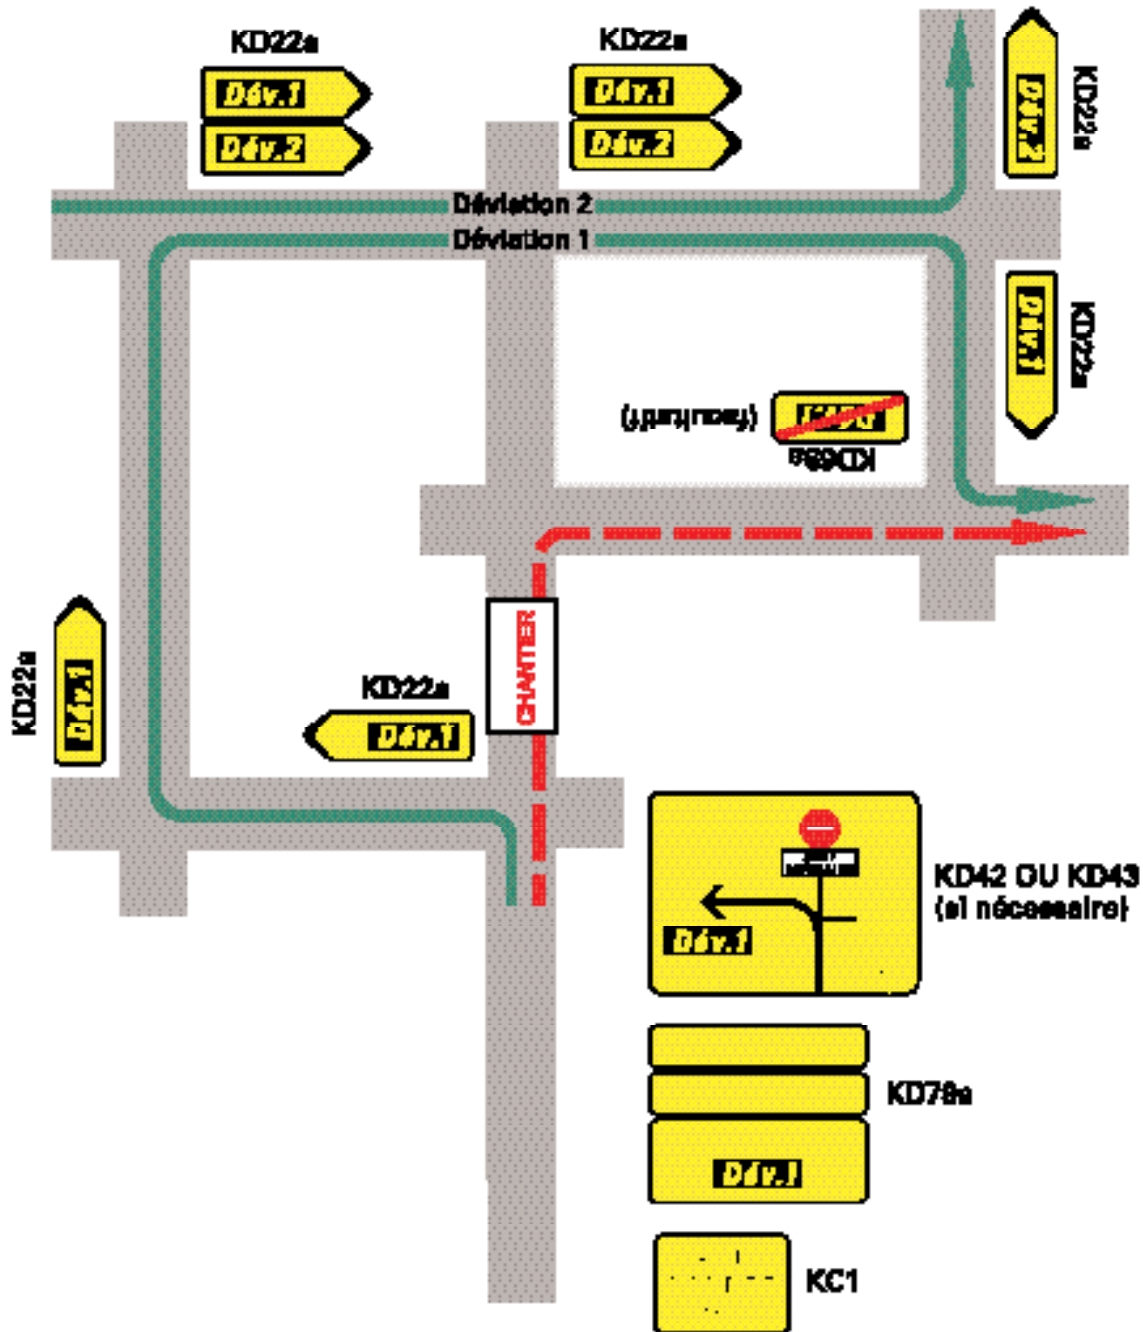 KD22a
Dév.1
Dév.2
KD22a
Dév.1
Dév.2
KD22a
Dév.2
Déviation 2
Déviation 1
KD22a
Dév.1
(facultatif)
KD69a
KD22a
Dév.1
CHANTIER
KD22a
Dév.1
KD42 OU KD43
(si nécessaire)
Dév.1
KD79a
Dév.1
KC1